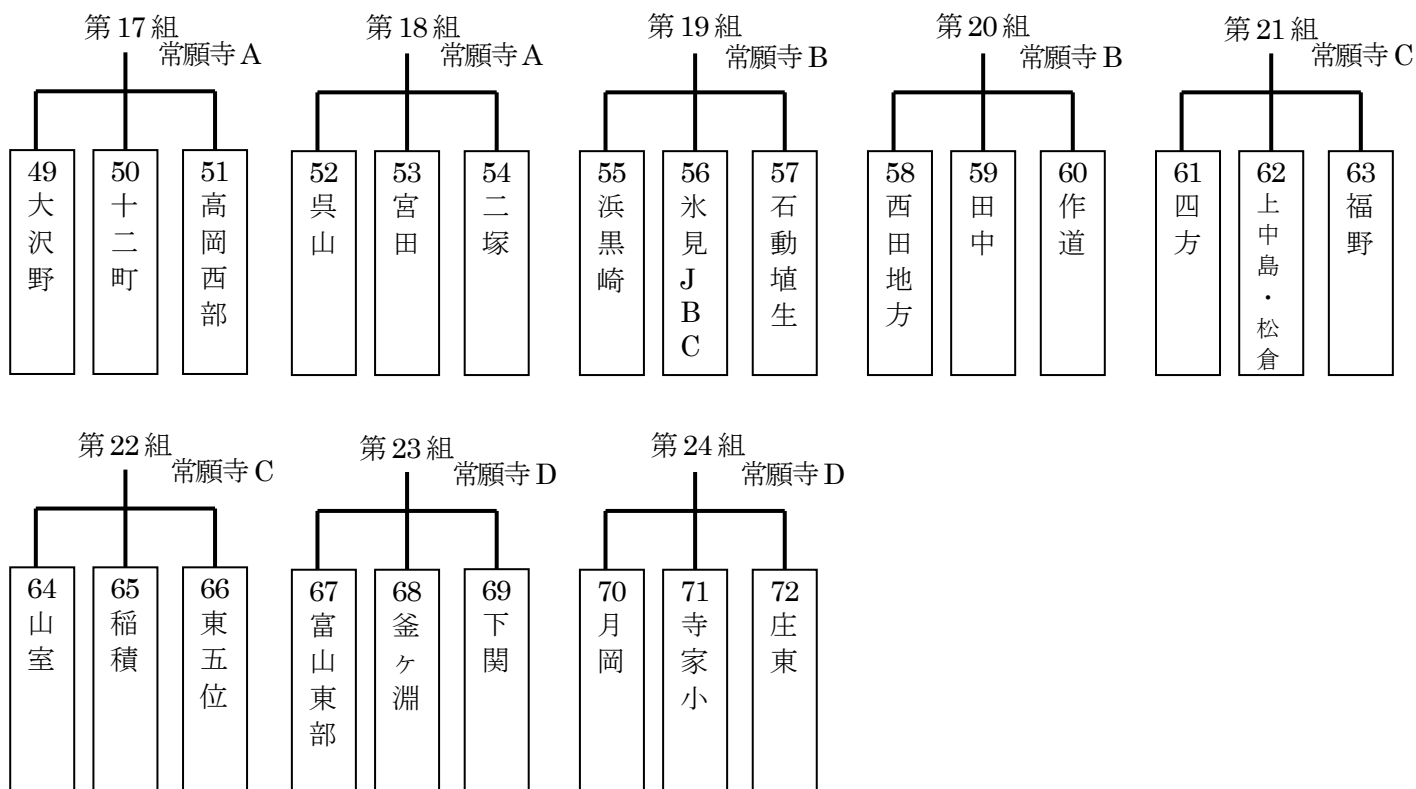 第17組
常願寺A
49 大沢野
50 十二町
51 高岡西部
第18組
常願寺A
52 呉山
53 宮田
54 二塚
第19組
常願寺B
55 浜黒崎
56 氷見JBC
57 石動埴生
第20組
常願寺B
58 西田地方
59 田中
60 作道
第21組
常願寺C
61 四方
62 上中島・松倉
63 福野
第22組
常願寺C
64 山室
65 稲積
66 東五位
第23組
常願寺D
67 富山東部
68 釜ヶ淵
69 下関
第24組
常願寺D
70 月岡
71 寺家小
72 庄東